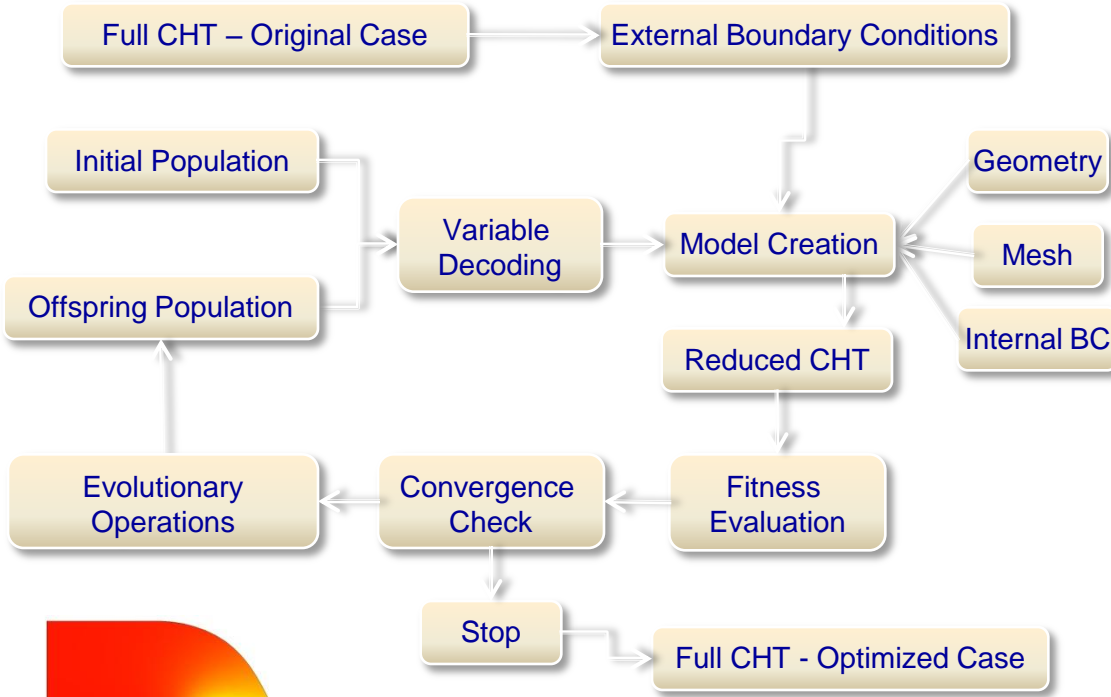 Full CHT – Original Case
External Boundary Conditions
Initial Population
Geometry
Variable
Decoding
Model Creation
Mesh
Offspring Population
Internal BC
Reduced CHT
Evolutionary
Operations
Convergence
Check
Fitness
Evaluation
Stop
Full CHT - Optimized Case